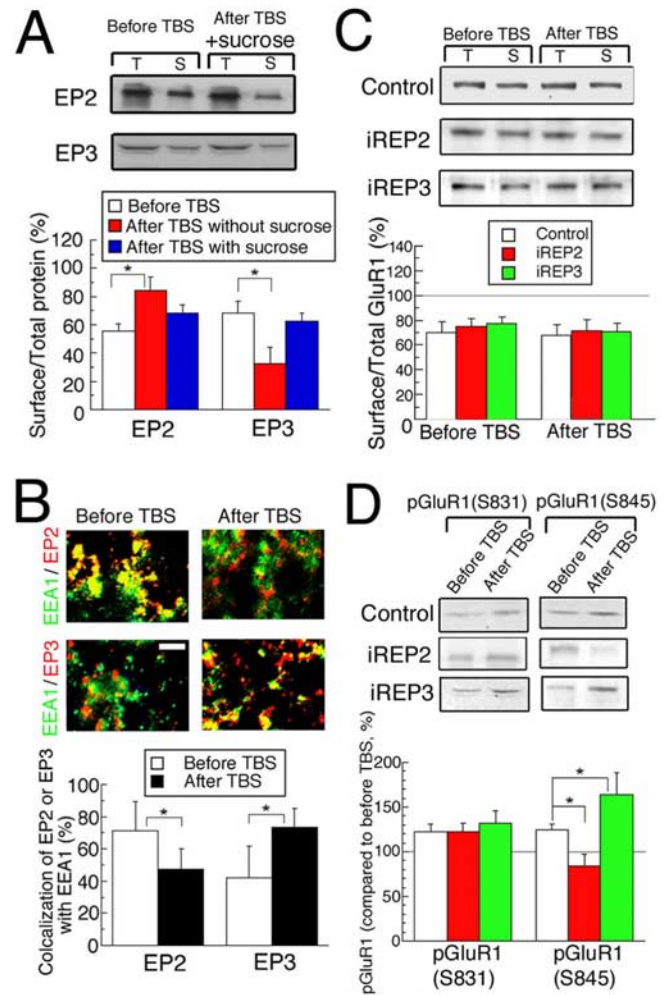 A
Before TBS
After TBS
+sucrose
T S T S
EP2
EP3
Before TBS
After TBS without sucrose
After TBS with sucrose
Surface/Total protein (%)
120
100
80
60
40
20
0
* *
EP2 EP3
B
Before TBS After TBS
EEA1/ EP2
EEA1/EP3
Before TBS
After TBS
Colcalization of EP2 or EP3
with EEA1 (%)
100
80
60
40
20
0
* *
EP2 EP3
C
Before TBS After TBS
T S T S
Control
iREP2
iREP3
Control
iREP2
iREP3
Surface/Total GluR1 (%)
140
120
100
80
60
40
20
0
Before TBS After TBS
D
pGluR1(S831) pGluR1(S845)
Before TBS After TBS Before TBS After TBS
Control
iREP2
iREP3
pGluR1 (compared to before TBS, %)
200
150
100
50
0
*
*
pGluR1 pGluR1
(S831) (S845)